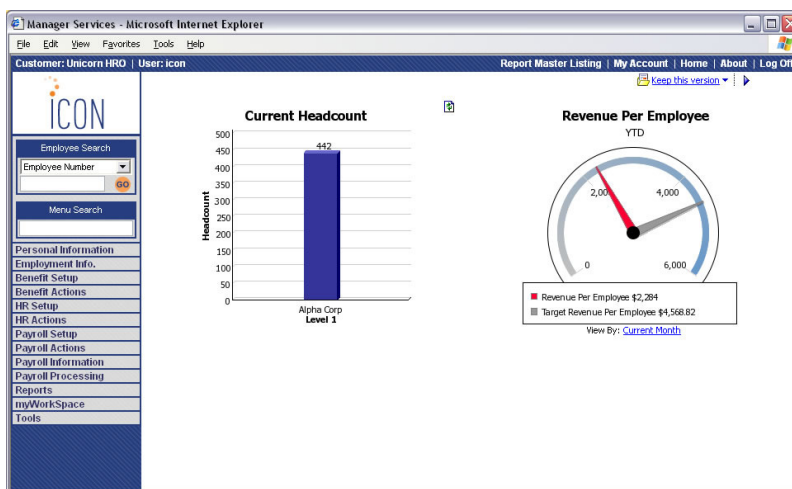 Manager Services - Microsoft Internet Explorer
File Edit View Favorites Tools Help
Customer: Unicorn HRO | User: icon
Report Master Listing | My Account | Home | About | Log Off
Keep this version
iCON
Employee Search
Employee Number
GO
Menu Search
Personal Information
Employment Info.
Benefit Setup
Benefit Actions
HR Setup
HR Actions
Payroll Setup
Payroll Actions
Payroll Information
Payroll Processing
Reports
myWorkSpace
Tools
Current Headcount
500
450
400
350
300
250
200
150
100
50
0
Headcount
442
Alpha Corp
Level 1
Revenue Per Employee
YTD
2,000
4,000
0
6,000
Revenue Per Employee $2,284
Target Revenue Per Employee $4,568.82
View By: Current Month